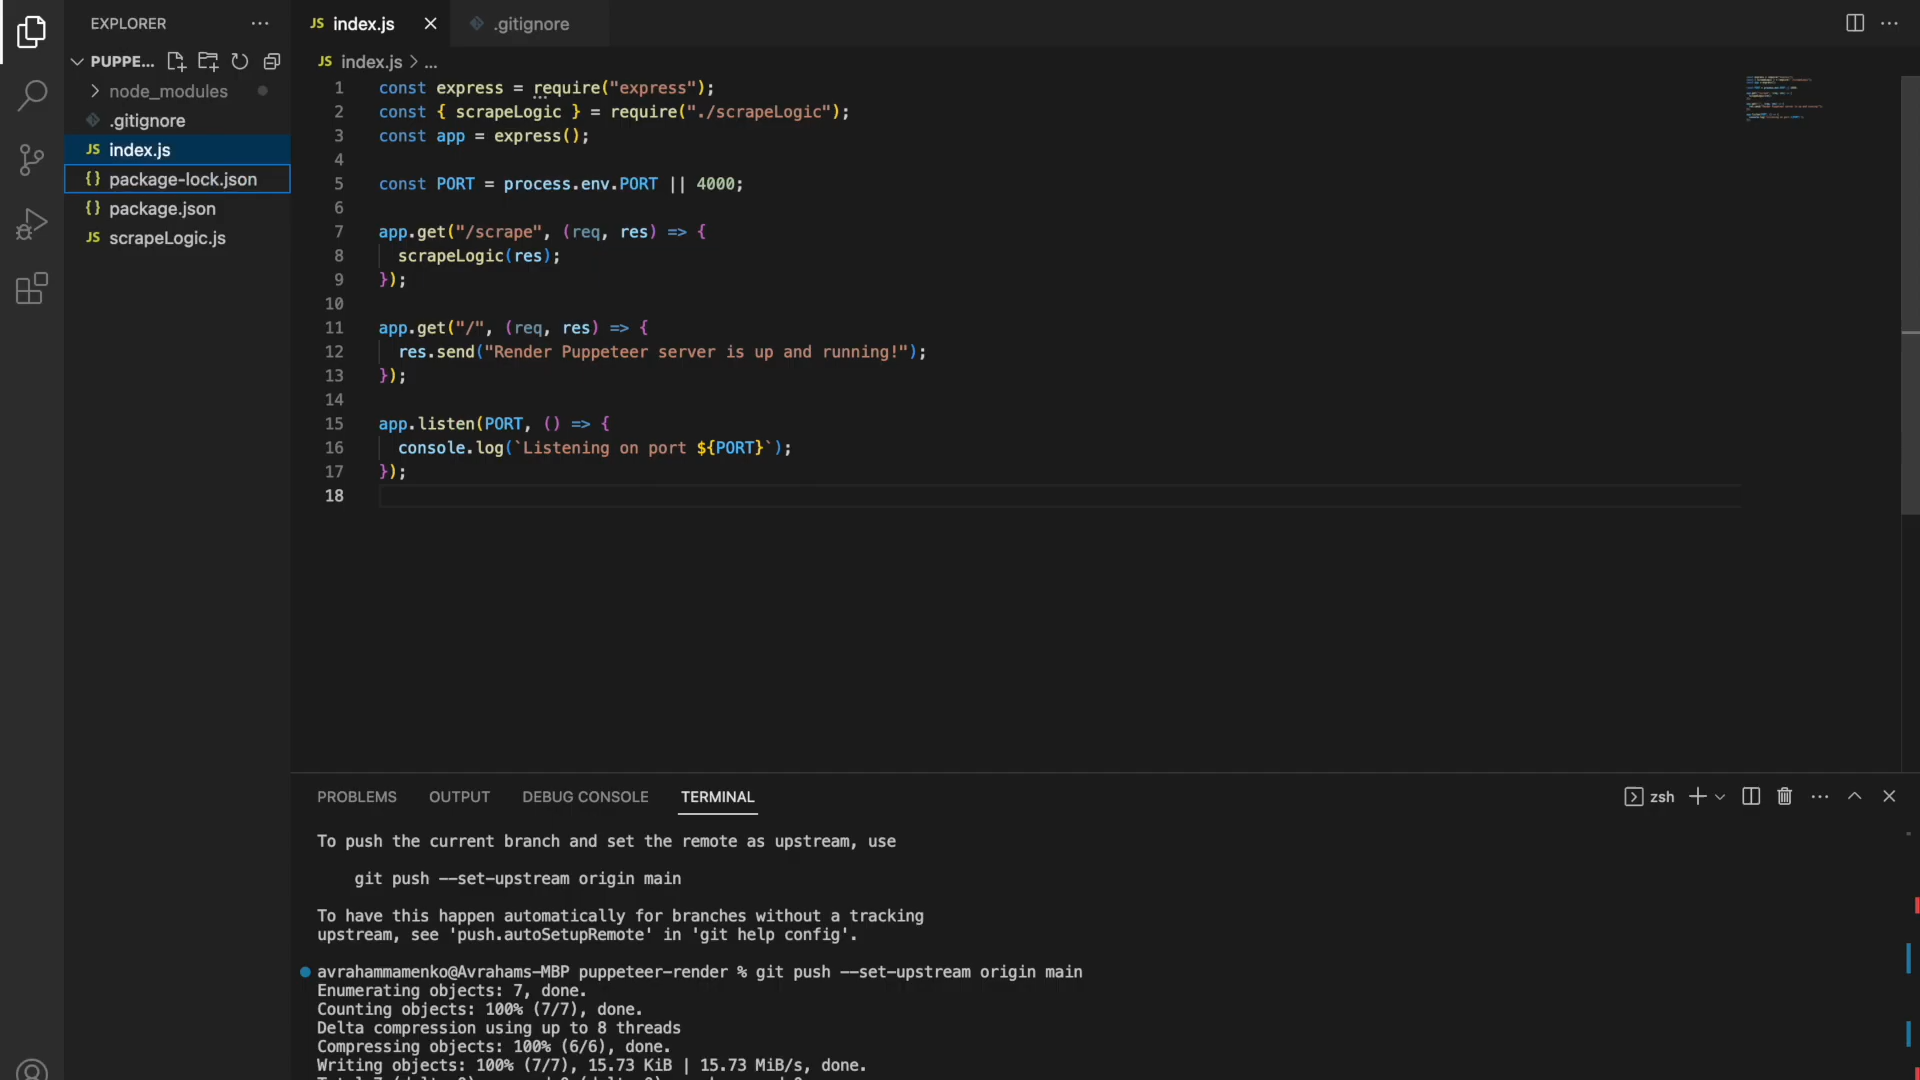 EXPLORER
PUPPE...
node_modules
.gitignore
JS index.js
{} package-lock.json
{} package.json
JS scrapeLogic.js
JS index.js
.gitignore
JS index.js > ...
1 const express = require("express");
2 const { scrapeLogic } = require("./scrapeLogic");
3 const app = express();
4
5 const PORT = process.env.PORT || 4000;
6
7 app.get("/scrape", (req, res) => {
8 scrapeLogic(res);
9 });
10
11 app.get("/", (req, res) => {
12 res.send("Render Puppeteer server is up and running!");
13 });
14
15 app.listen(PORT, () => {
16 console.log(`Listening on port ${PORT}`);
17 });
18
PROBLEMS OUTPUT DEBUG CONSOLE TERMINAL
zsh
To push the current branch and set the remote as upstream, use
git push --set-upstream origin main
To have this happen automatically for branches without a tracking
upstream, see 'push.autoSetupRemote' in 'git help config'.
avrahammamenko@Avrahams-MBP puppeteer-render % git push --set-upstream origin main
Enumerating objects: 7, done.
Counting objects: 100% (7/7), done.
Delta compression using up to 8 threads
Compressing objects: 100% (6/6), done.
Writing objects: 100% (7/7), 15.73 KiB | 15.73 MiB/s, done.